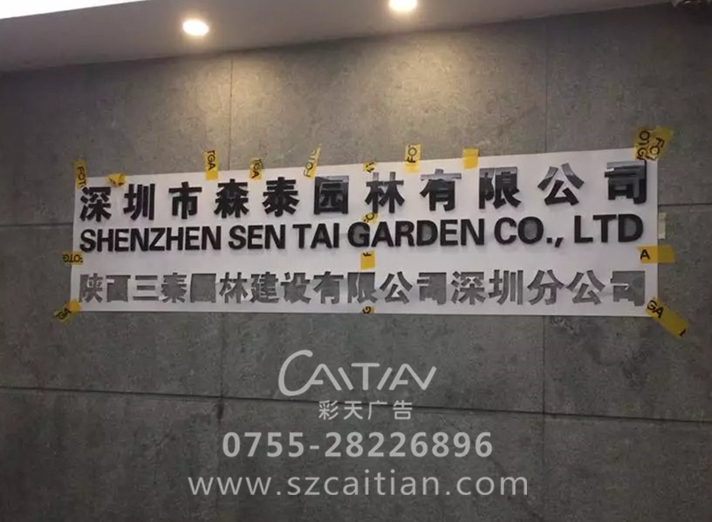 深圳市森泰园林有限公司
SHENZHEN SEN TAI GARDEN CO., LTD
陕西三秦园林建设有限公司深圳分公司
CAITIAN
彩天广告
0755-28226896
www.szcaitian.com